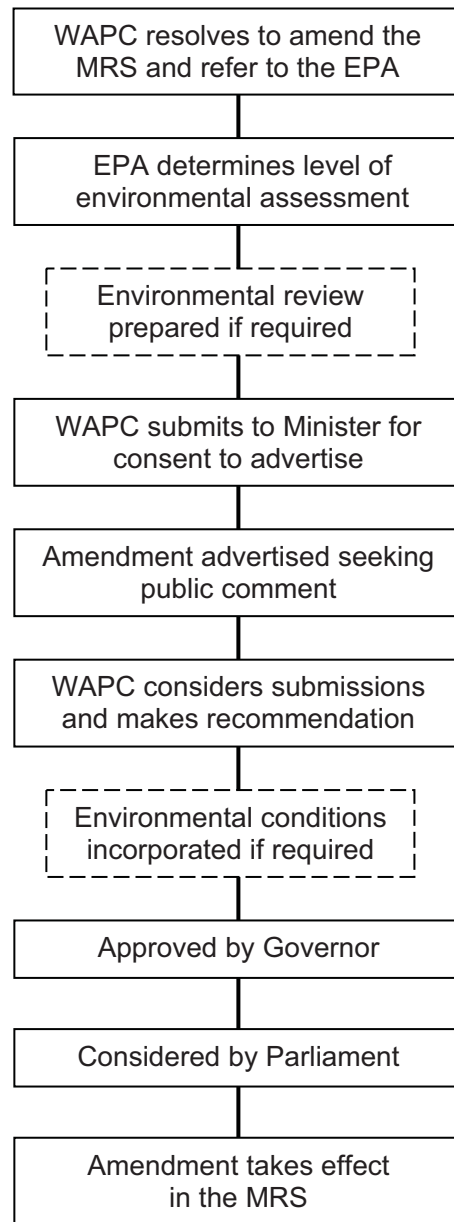 WAPC resolves to amend the
MRS and refer to the EPA
EPA determines level of
environmental assessment
Environmental review
prepared if required
WAPC submits to Minister for
consent to advertise
Amendment advertised seeking
public comment
WAPC considers submissions
and makes recommendation
Environmental conditions
incorporated if required
Approved by Governor
Considered by Parliament
Amendment takes effect
in the MRS